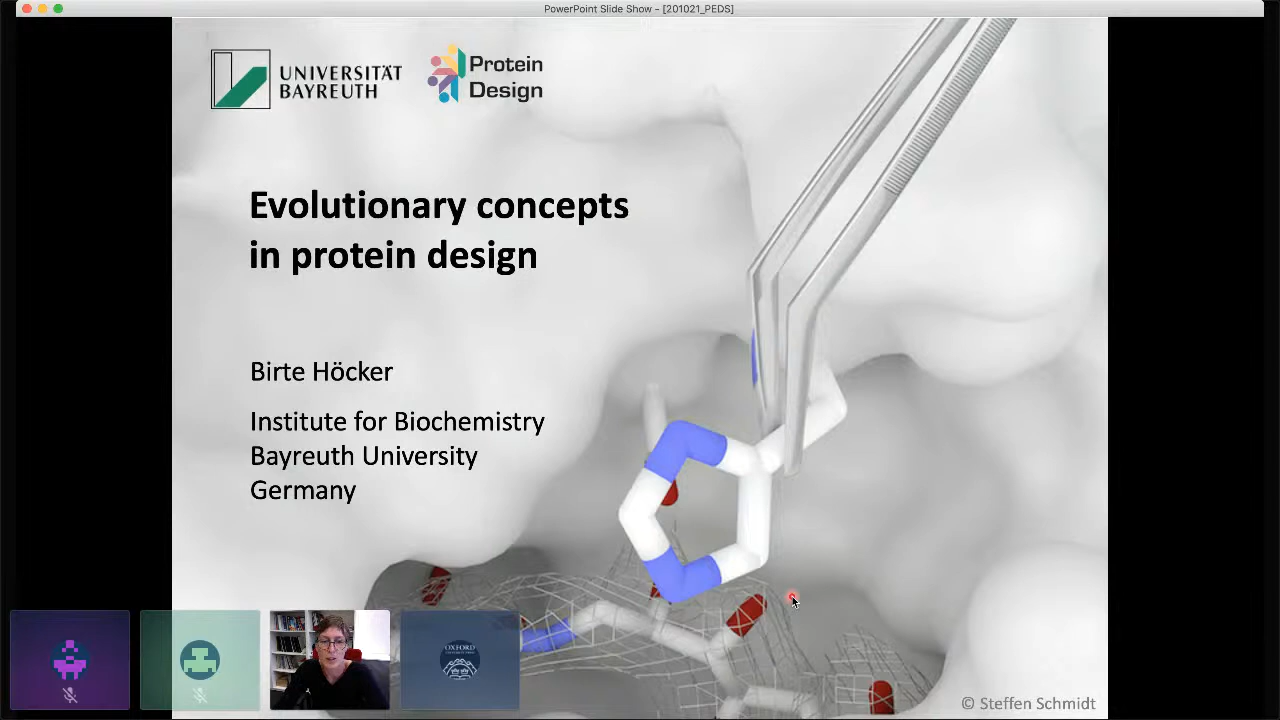 PowerPoint Slide Show - [201021_PEDS]
UNIVERSITÄT
BAYREUTH
Protein
Design
Evolutionary concepts
in protein design
Birte Höcker
Institute for Biochemistry
Bayreuth University
Germany
OXFORD
© Steffen Schmidt